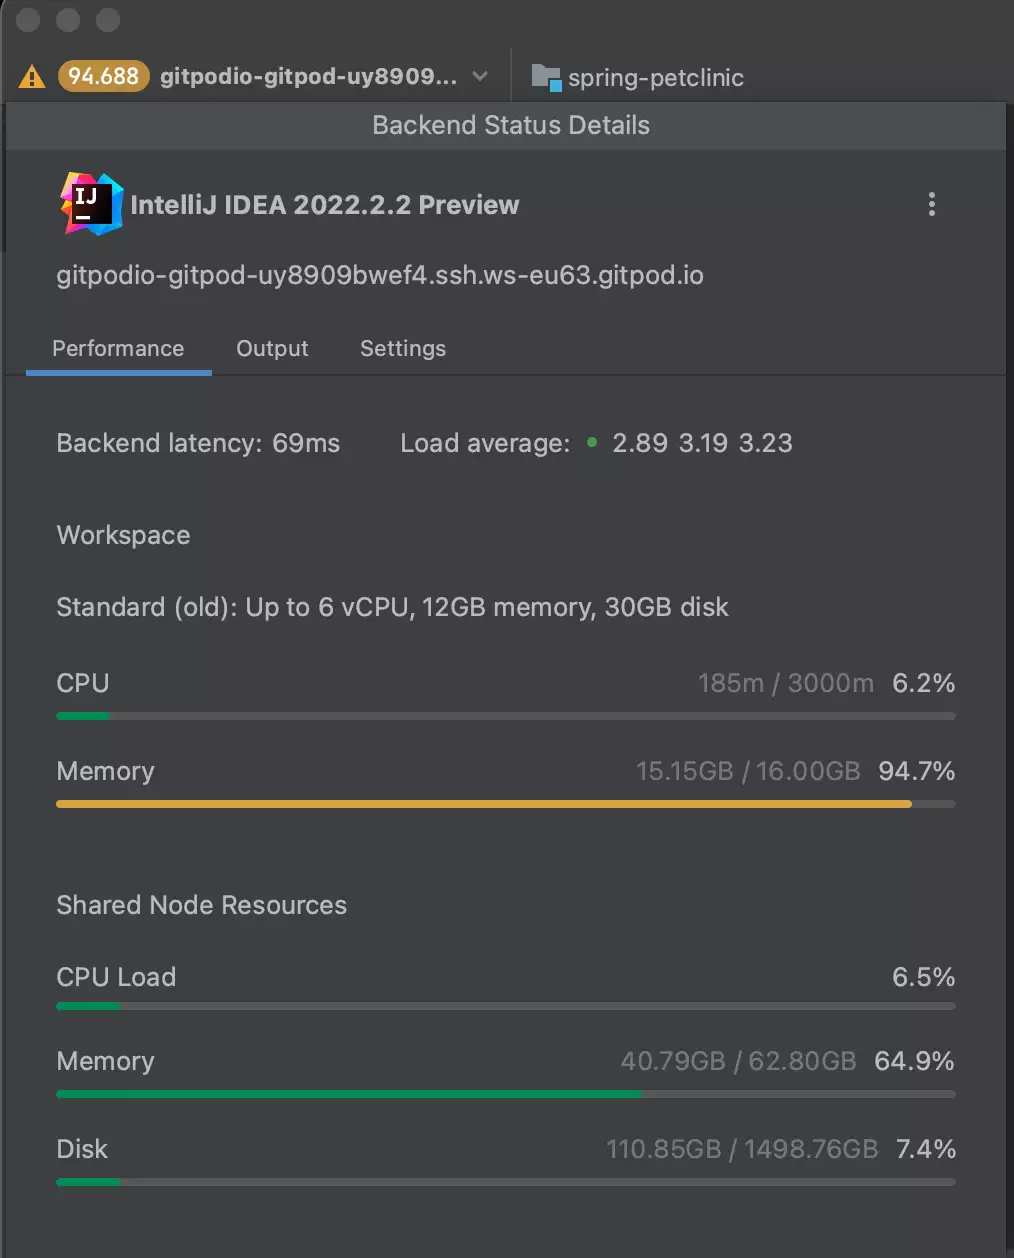 94.688 gitpodio-gitpod-uy8909... spring-petclinic
Backend Status Details
IJ
IntelliJ IDEA 2022.2.2 Preview
gitpodio-gitpod-uy8909bwef4.ssh.ws-eu63.gitpod.io
Performance Output Settings
Backend latency: 69ms Load average: 2.89 3.19 3.23
Workspace
Standard (old): Up to 6 vCPU, 12GB memory, 30GB disk
CPU 185m / 3000m 6.2%
Memory 15.15GB / 16.00GB 94.7%
Shared Node Resources
CPU Load 6.5%
Memory 40.79GB / 62.80GB 64.9%
Disk 110.85GB / 1498.76GB 7.4%